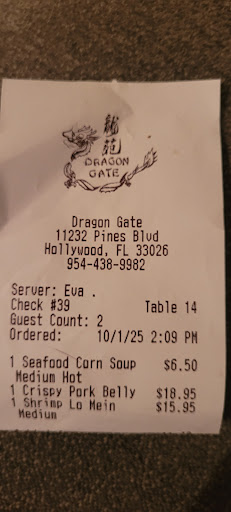 龍苑
DRAGON
GATE
Dragon Gate
11232 Pines Blvd
Hollywood, FL 33026
954-438-9982
Server: Eva .
Check #39 Table 14
Guest Count: 2
Ordered: 10/1/25 2:09 PM
1 Seafood Corn Soup $6.50
Medium Hot
1 Crispy Pork Belly $18.95
1 Shrimp Lo Mein $15.95
Medium